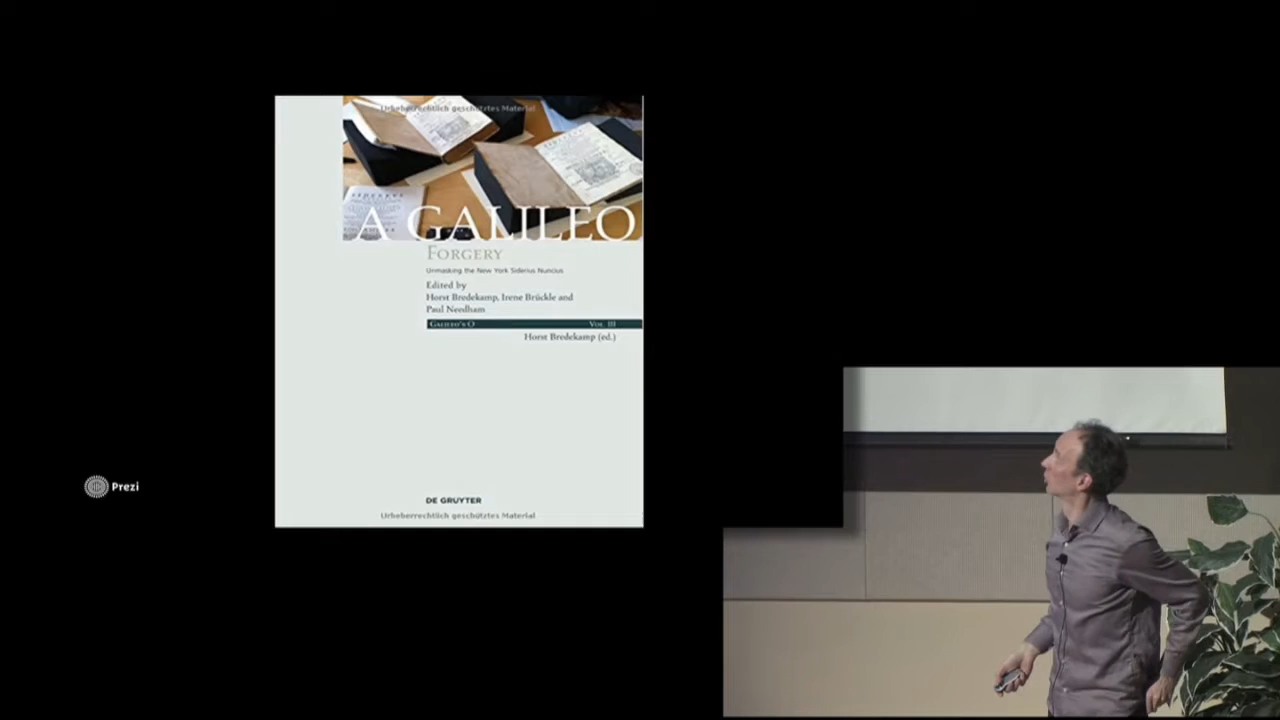 Urheberrechtlich geschütztes Material
A GALILEO
FORGERY
Unmasking the New York Siderius Nuncius
Edited by
Horst Bredekamp, Irene Brückle and
Paul Needham
GALILEO'S O VOL. III
Horst Bredekamp (ed.)
DE GRUYTER
Urheberrechtlich geschütztes Material
Prezi